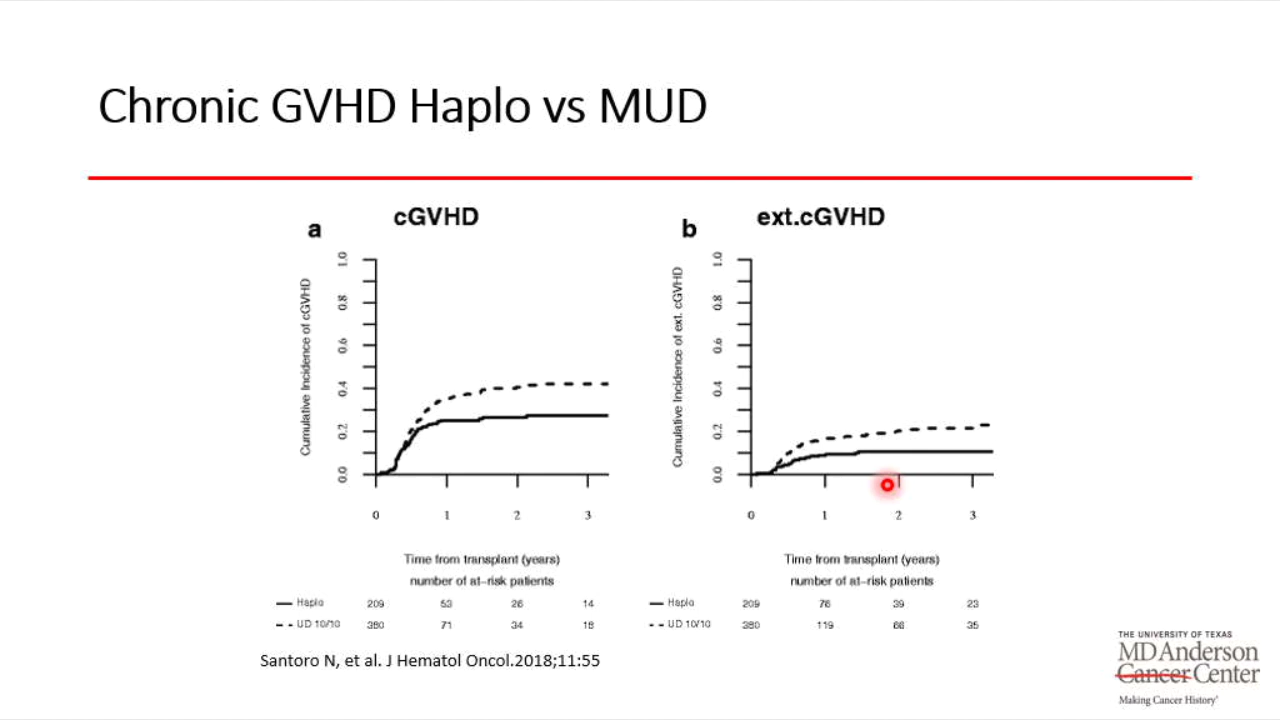 Chronic GVHD Haplo vs MUD
a
cGVHD
Cumulative Incidence of cGVHD
1.0
0.8
0.6
0.4
0.2
0.0
0 1 2 3
Time from transplant (years)
number of at-risk patients
Haplo 209 53 26 14
UD 10/10 380 71 34 18
b
ext.cGVHD
Cumulative Incidence of ext. cGVHD
1.0
0.8
0.6
0.4
0.2
0.0
0 1 2 3
Time from transplant (years)
number of at-risk patients
Haplo 209 76 39 23
UD 10/10 380 119 66 35
Santoro N, et al. J Hematol Oncol.2018;11:55
THE UNIVERSITY OF TEXAS
MD Anderson
Cancer Center
Making Cancer History®